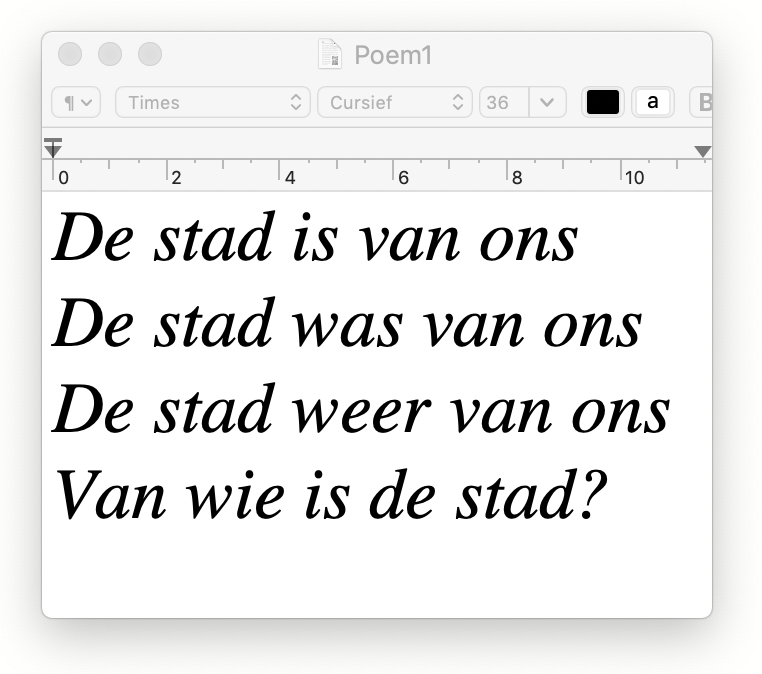 Poem1
¶ Times Cursief 36 a
0 2 4 6 8 10
De stad is van ons
De stad was van ons
De stad weer van ons
Van wie is de stad?